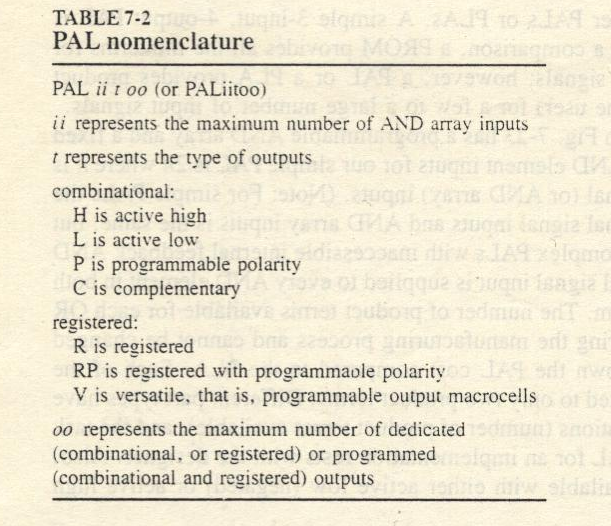 TABLE 7-2
PAL nomenclature
PAL ii t oo (or PALiitoo)
ii represents the maximum number of AND array inputs
t represents the type of outputs
combinational:
H is active high
L is active low
P is programmable polarity
C is complementary
registered:
R is registered
RP is registered with programmable polarity
V is versatile, that is, programmable output macrocells
oo represents the maximum number of dedicated
(combinational, or registered) or programmed
(combinational and registered) outputs